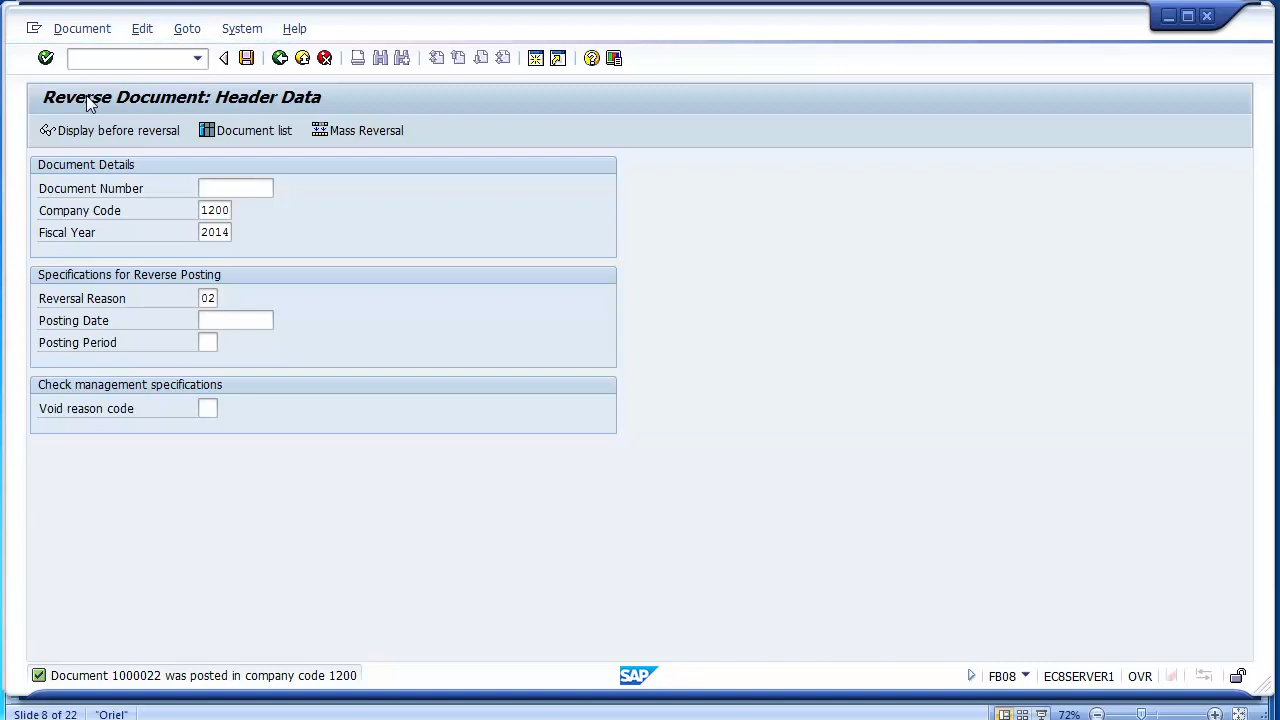 Document Edit Goto System Help
Reverse Document: Header Data
Display before reversal Document list Mass Reversal
Document Details
Document Number
Company Code 1200
Fiscal Year 2014
Specifications for Reverse Posting
Reversal Reason 02
Posting Date
Posting Period
Check management specifications
Void reason code
Document 1000022 was posted in company code 1200 SAP FB08 EC8SERVER1 OVR
Slide 8 of 22 "Oriel" 72%